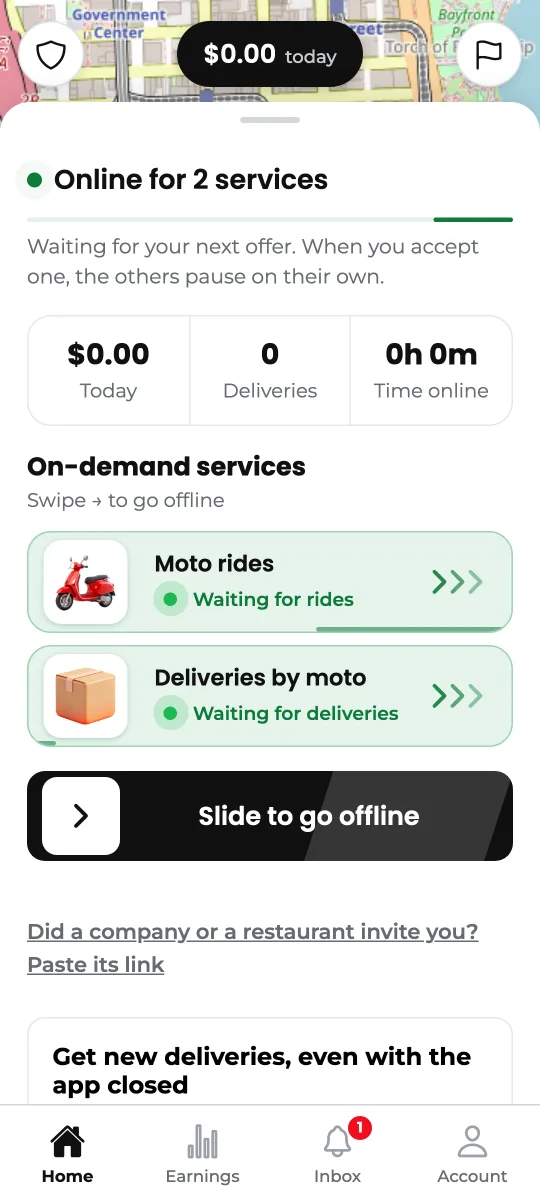 Government
Center
Bayfront
$0.00 today
reet
Torch of
Online for 2 services
Waiting for your next offer. When you accept
one, the others pause on their own.
$0.00
Today
0
Deliveries
0h 0m
Time online
On-demand services
Swipe → to go offline
Moto rides
Waiting for rides
Deliveries by moto
Waiting for deliveries
Slide to go offline
Did a company or a restaurant invite you?
Paste its link
Get new deliveries, even with the
app closed
1
Home
Earnings
Inbox
Account